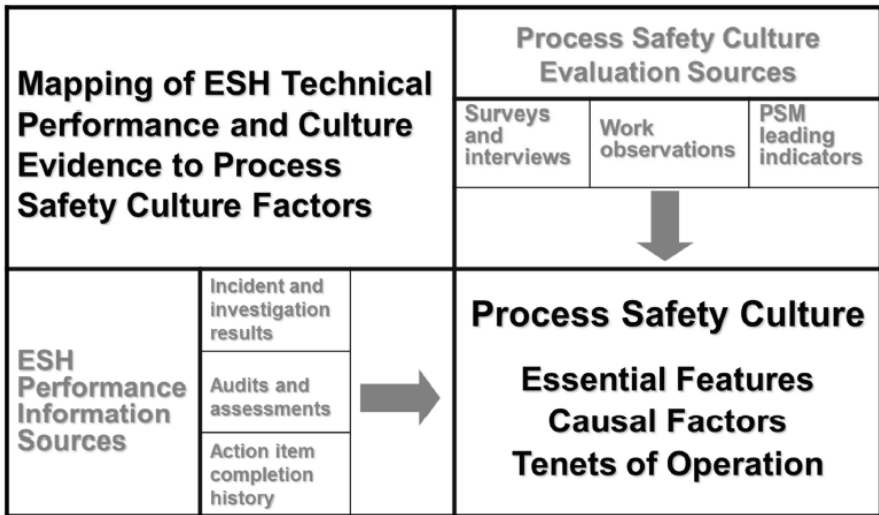 Mapping of ESH Technical
Performance and Culture
Evidence to Process
Safety Culture Factors
Process Safety Culture
Evaluation Sources
Surveys
and
interviews
Work
observations
PSM
leading
indicators
ESH
Performance
Information
Sources
Incident and
investigation
results
Audits and
assessments
Action item
completion
history
Process Safety Culture
Essential Features
Causal Factors
Tenets of Operation